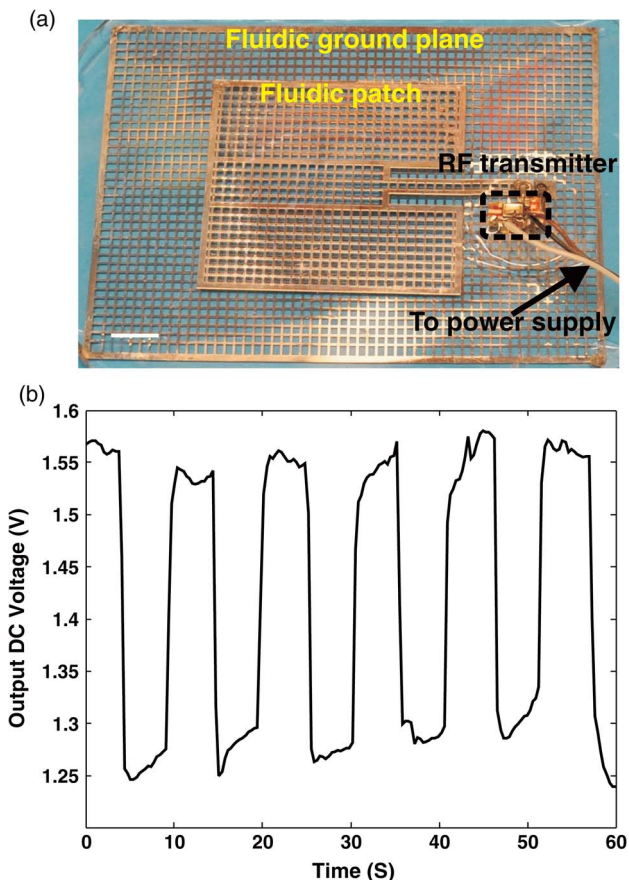 (a)
Fluidic ground plane
Fluidic patch
RF transmitter
To power supply
(b)
1.6
1.55
1.5
1.45
1.4
1.35
1.3
1.25
Output DC Voltage (V)
0 10 20 30 40 50 60
Time (S)